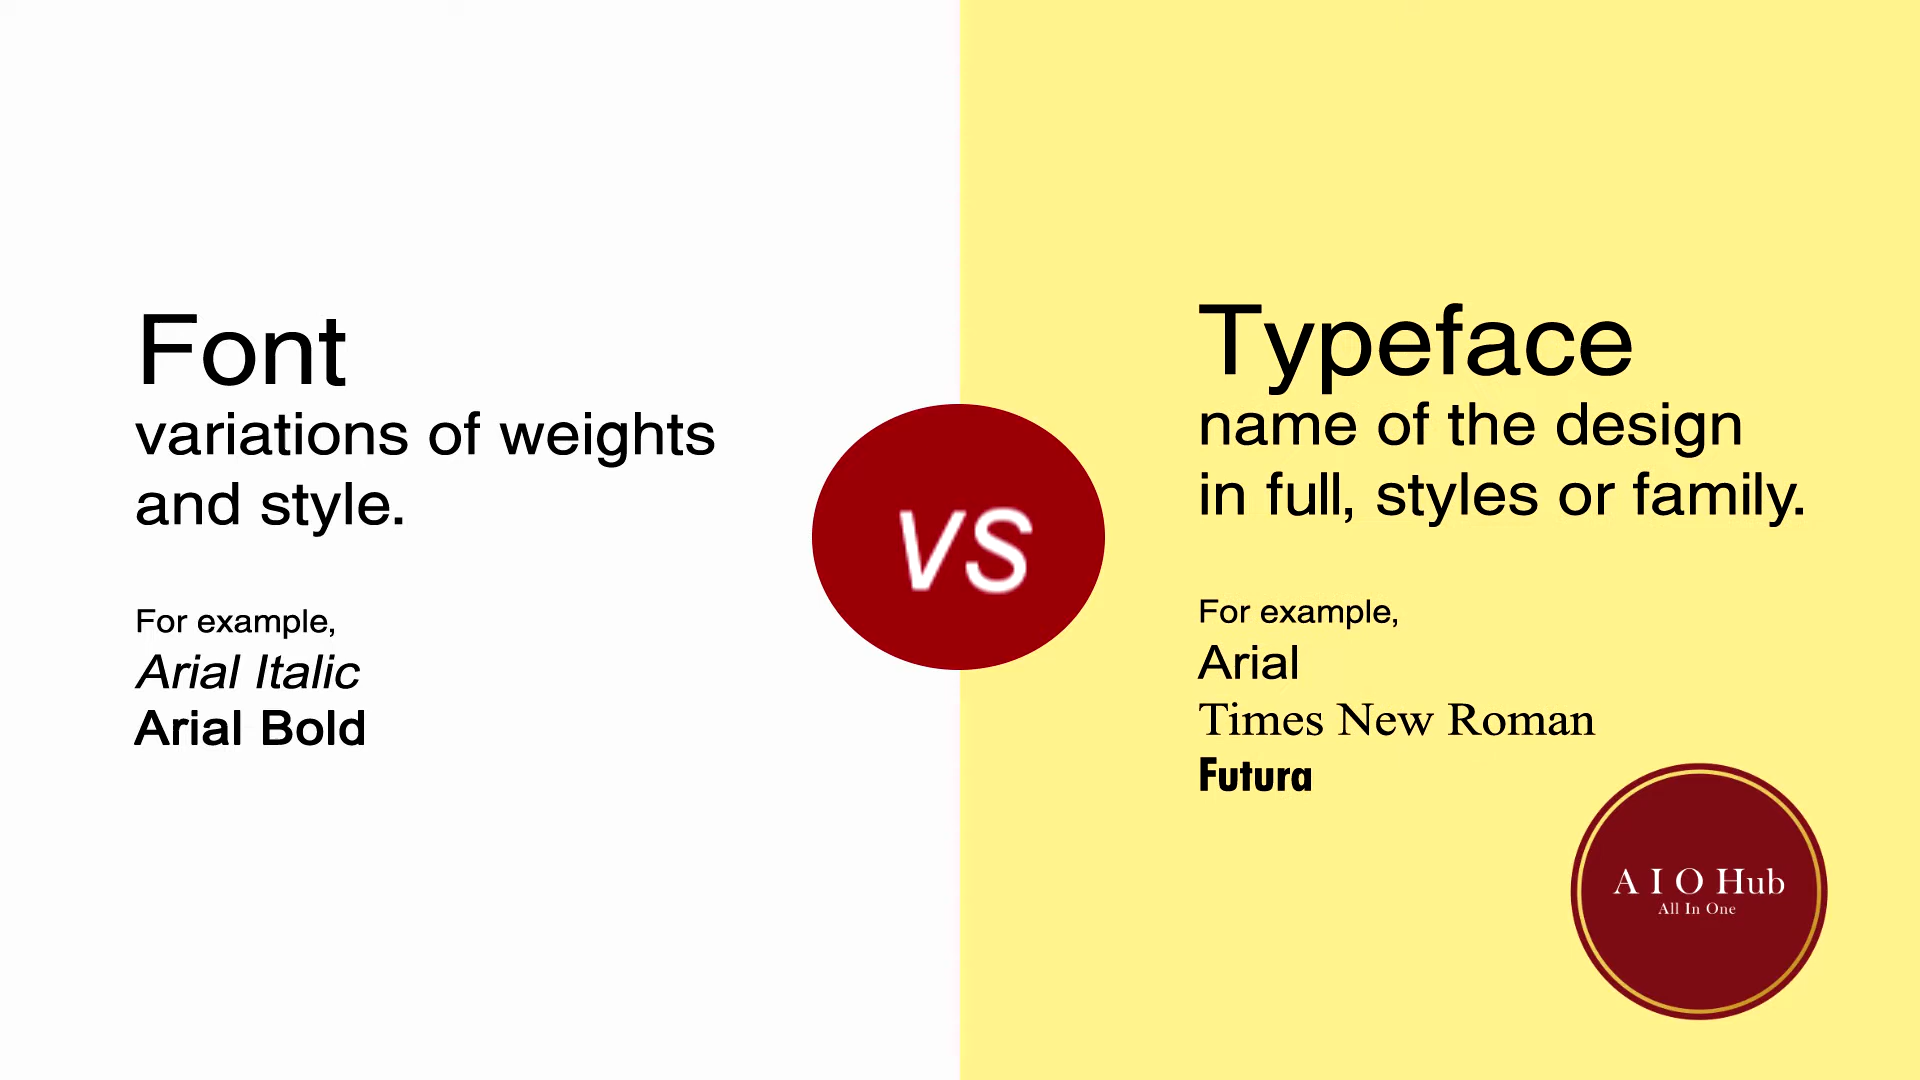 Font
variations of weights
and style.
For example,
Arial Italic
Arial Bold
VS
Typeface
name of the design
in full, styles or family.
For example,
Arial
Times New Roman
Futura
A I O Hub
All In One